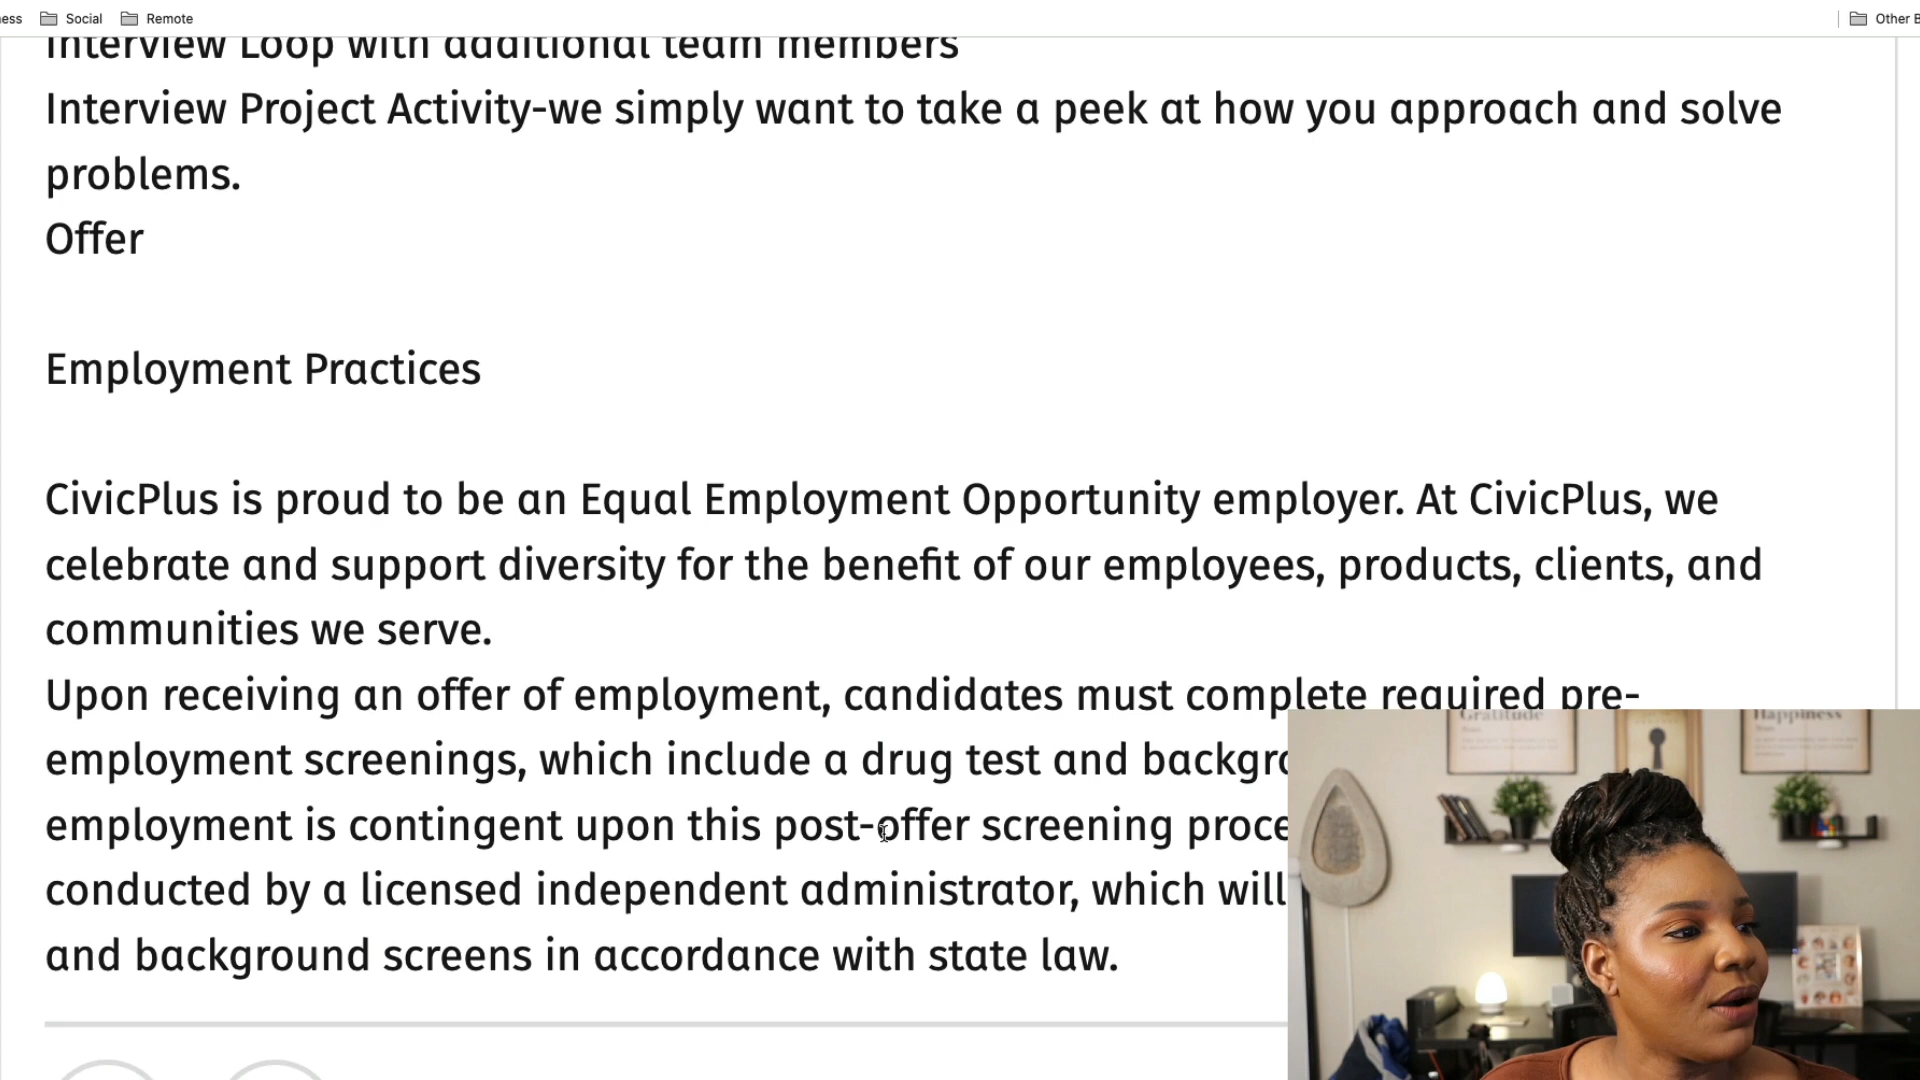 ess Social Remote Other B
Interview Loop with additional team members
Interview Project Activity-we simply want to take a peek at how you approach and solve
problems.
Offer
Employment Practices
CivicPlus is proud to be an Equal Employment Opportunity employer. At CivicPlus, we
celebrate and support diversity for the benefit of our employees, products, clients, and
communities we serve.
Upon receiving an offer of employment, candidates must complete required pre-
employment screenings, which include a drug test and backgro
employment is contingent upon this post-offer screening proce
conducted by a licensed independent administrator, which will
and background screens in accordance with state law.
Gratitude
Happiness